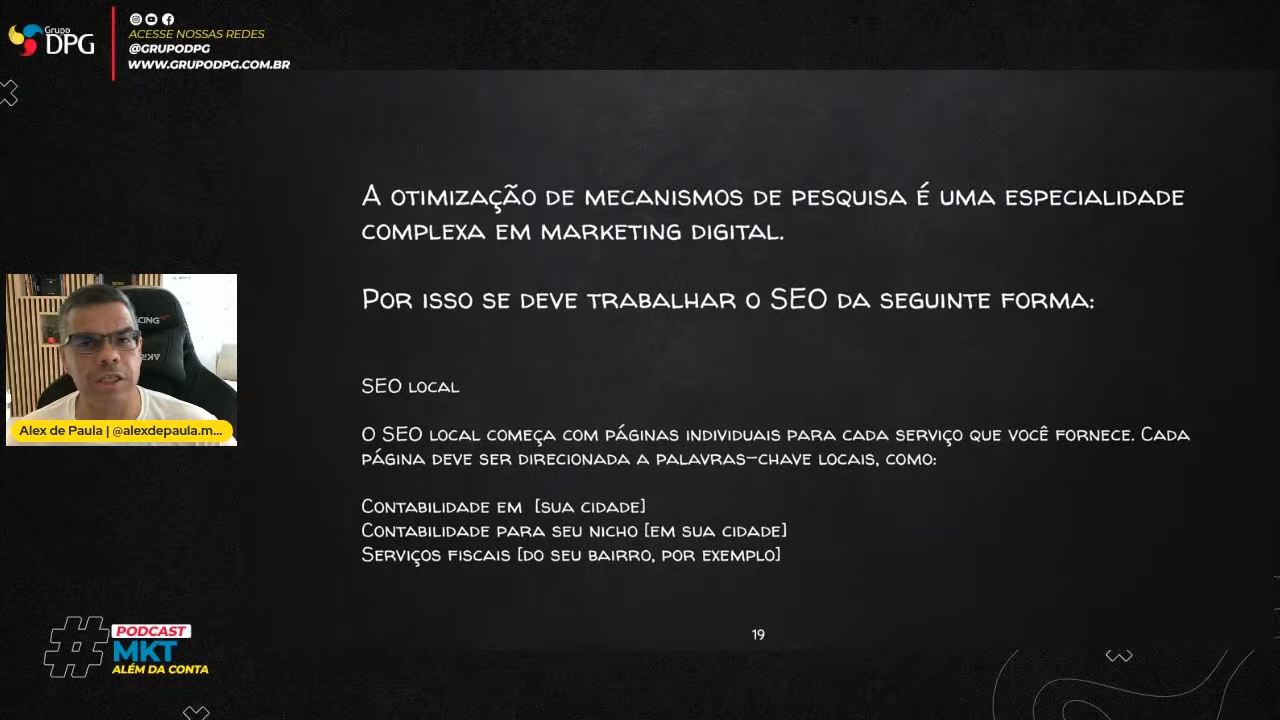 Grupo
DPG
ACESSE NOSSAS REDES
@GRUPODPG
WWW.GRUPODPG.COM.BR
A otimização de mecanismos de pesquisa é uma especialidade
complexa em marketing digital.
Por isso se deve trabalhar o SEO da seguinte forma:
SEO local
O SEO local começa com páginas individuais para cada serviço que você fornece. Cada
página deve ser direcionada a palavras-chave locais, como:
Contabilidade em [sua cidade]
Contabilidade para seu nicho [em sua cidade]
Serviços fiscais [do seu bairro, por exemplo]
19
Alex de Paula | @alexdepaula.m...
#
PODCAST
MKT
ALÉM DA CONTA